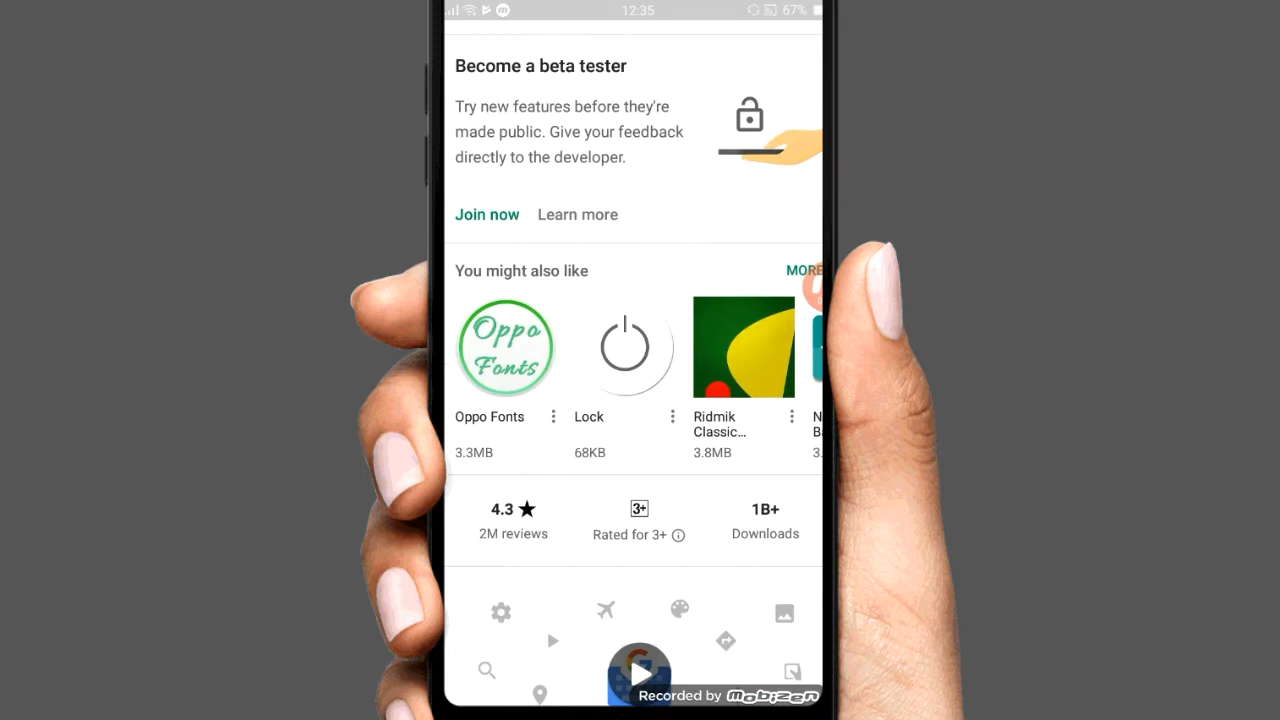 12.35
67%
Become a beta tester
Try new features before they're
made public. Give your feedback
directly to the developer.
Join now Learn more
You might also like
MORE
Oppo
Fonts
Oppo Fonts
Lock
Ridmik
Classic...
N
B
3.3MB
68KB
3.8MB
3.
4.3
3+
1B+
2M reviews
Rated for 3+
Downloads
G
Recorded by Mobizen